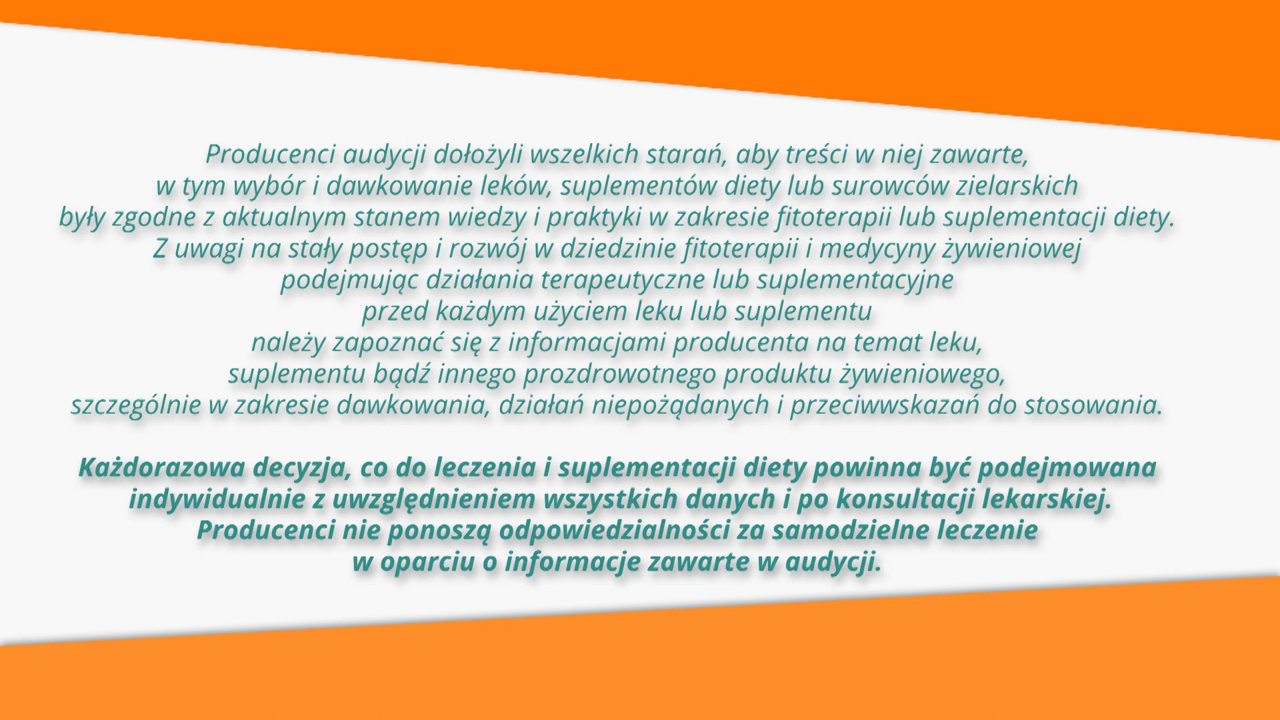 Producenci audycji dołożyli wszelkich starań, aby treści w niej zawarte,
w tym wybór i dawkowanie leków, suplementów diety lub surowców zielarskich
były zgodne z aktualnym stanem wiedzy i praktyki w zakresie fitoterapii lub suplementacji diety.
Z uwagi na stały postęp i rozwój w dziedzinie fitoterapii i medycyny żywieniowej
podejmując działania terapeutyczne lub suplementacyjne
przed każdym użyciem leku lub suplementu
należy zapoznać się z informacjami producenta na temat leku,
suplementu bądź innego prozdrowotnego produktu żywieniowego,
szczególnie w zakresie dawkowania, działań niepożądanych i przeciwwskazań do stosowania.
Każdorazowa decyzja, co do leczenia i suplementacji diety powinna być podejmowana
indywidualnie z uwzględnieniem wszystkich danych i po konsultacji lekarskiej.
Producenci nie ponoszą odpowiedzialności za samodzielne leczenie
w oparciu o informacje zawarte w audycji.